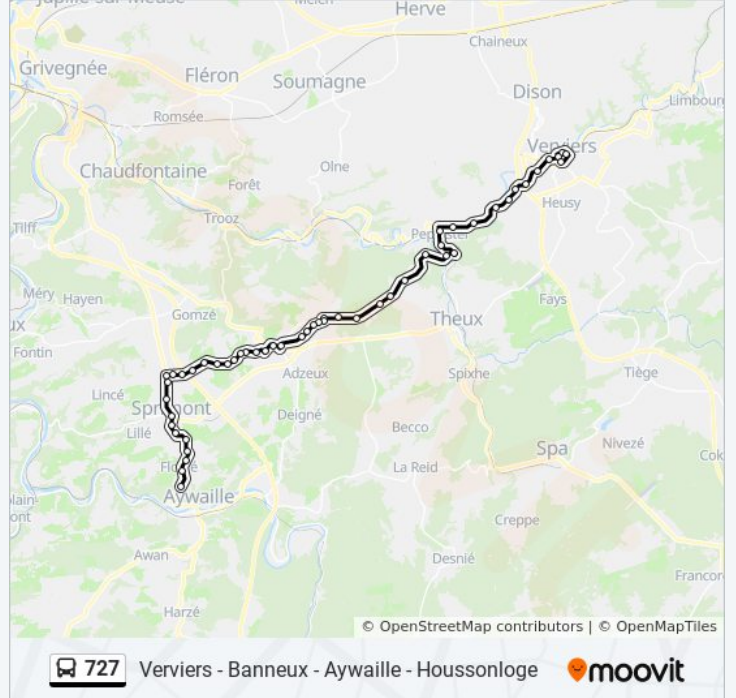 Herve
Chaineux
Grivegnée
Fléron
Soumagne
Dison
Limbourg
Romsée
Verviers
Olne
Chaudfontaine
Forêt
Heusy
Trooz
Tilff
Méry
Hayen
Fays
Gomzé
Theux
Fontin
Adzeux
Spixhe
Tiège
Lincé
Sprimont
Deigné
Becco
Lillé
Spa
Nivezé
La Reid
Aywaille
Creppe
Awan
Desnié
Harzé
© OpenStreetMap contributors | © OpenMapTiles
727 Verviers - Banneux - Aywaille - Houssonloge moovit